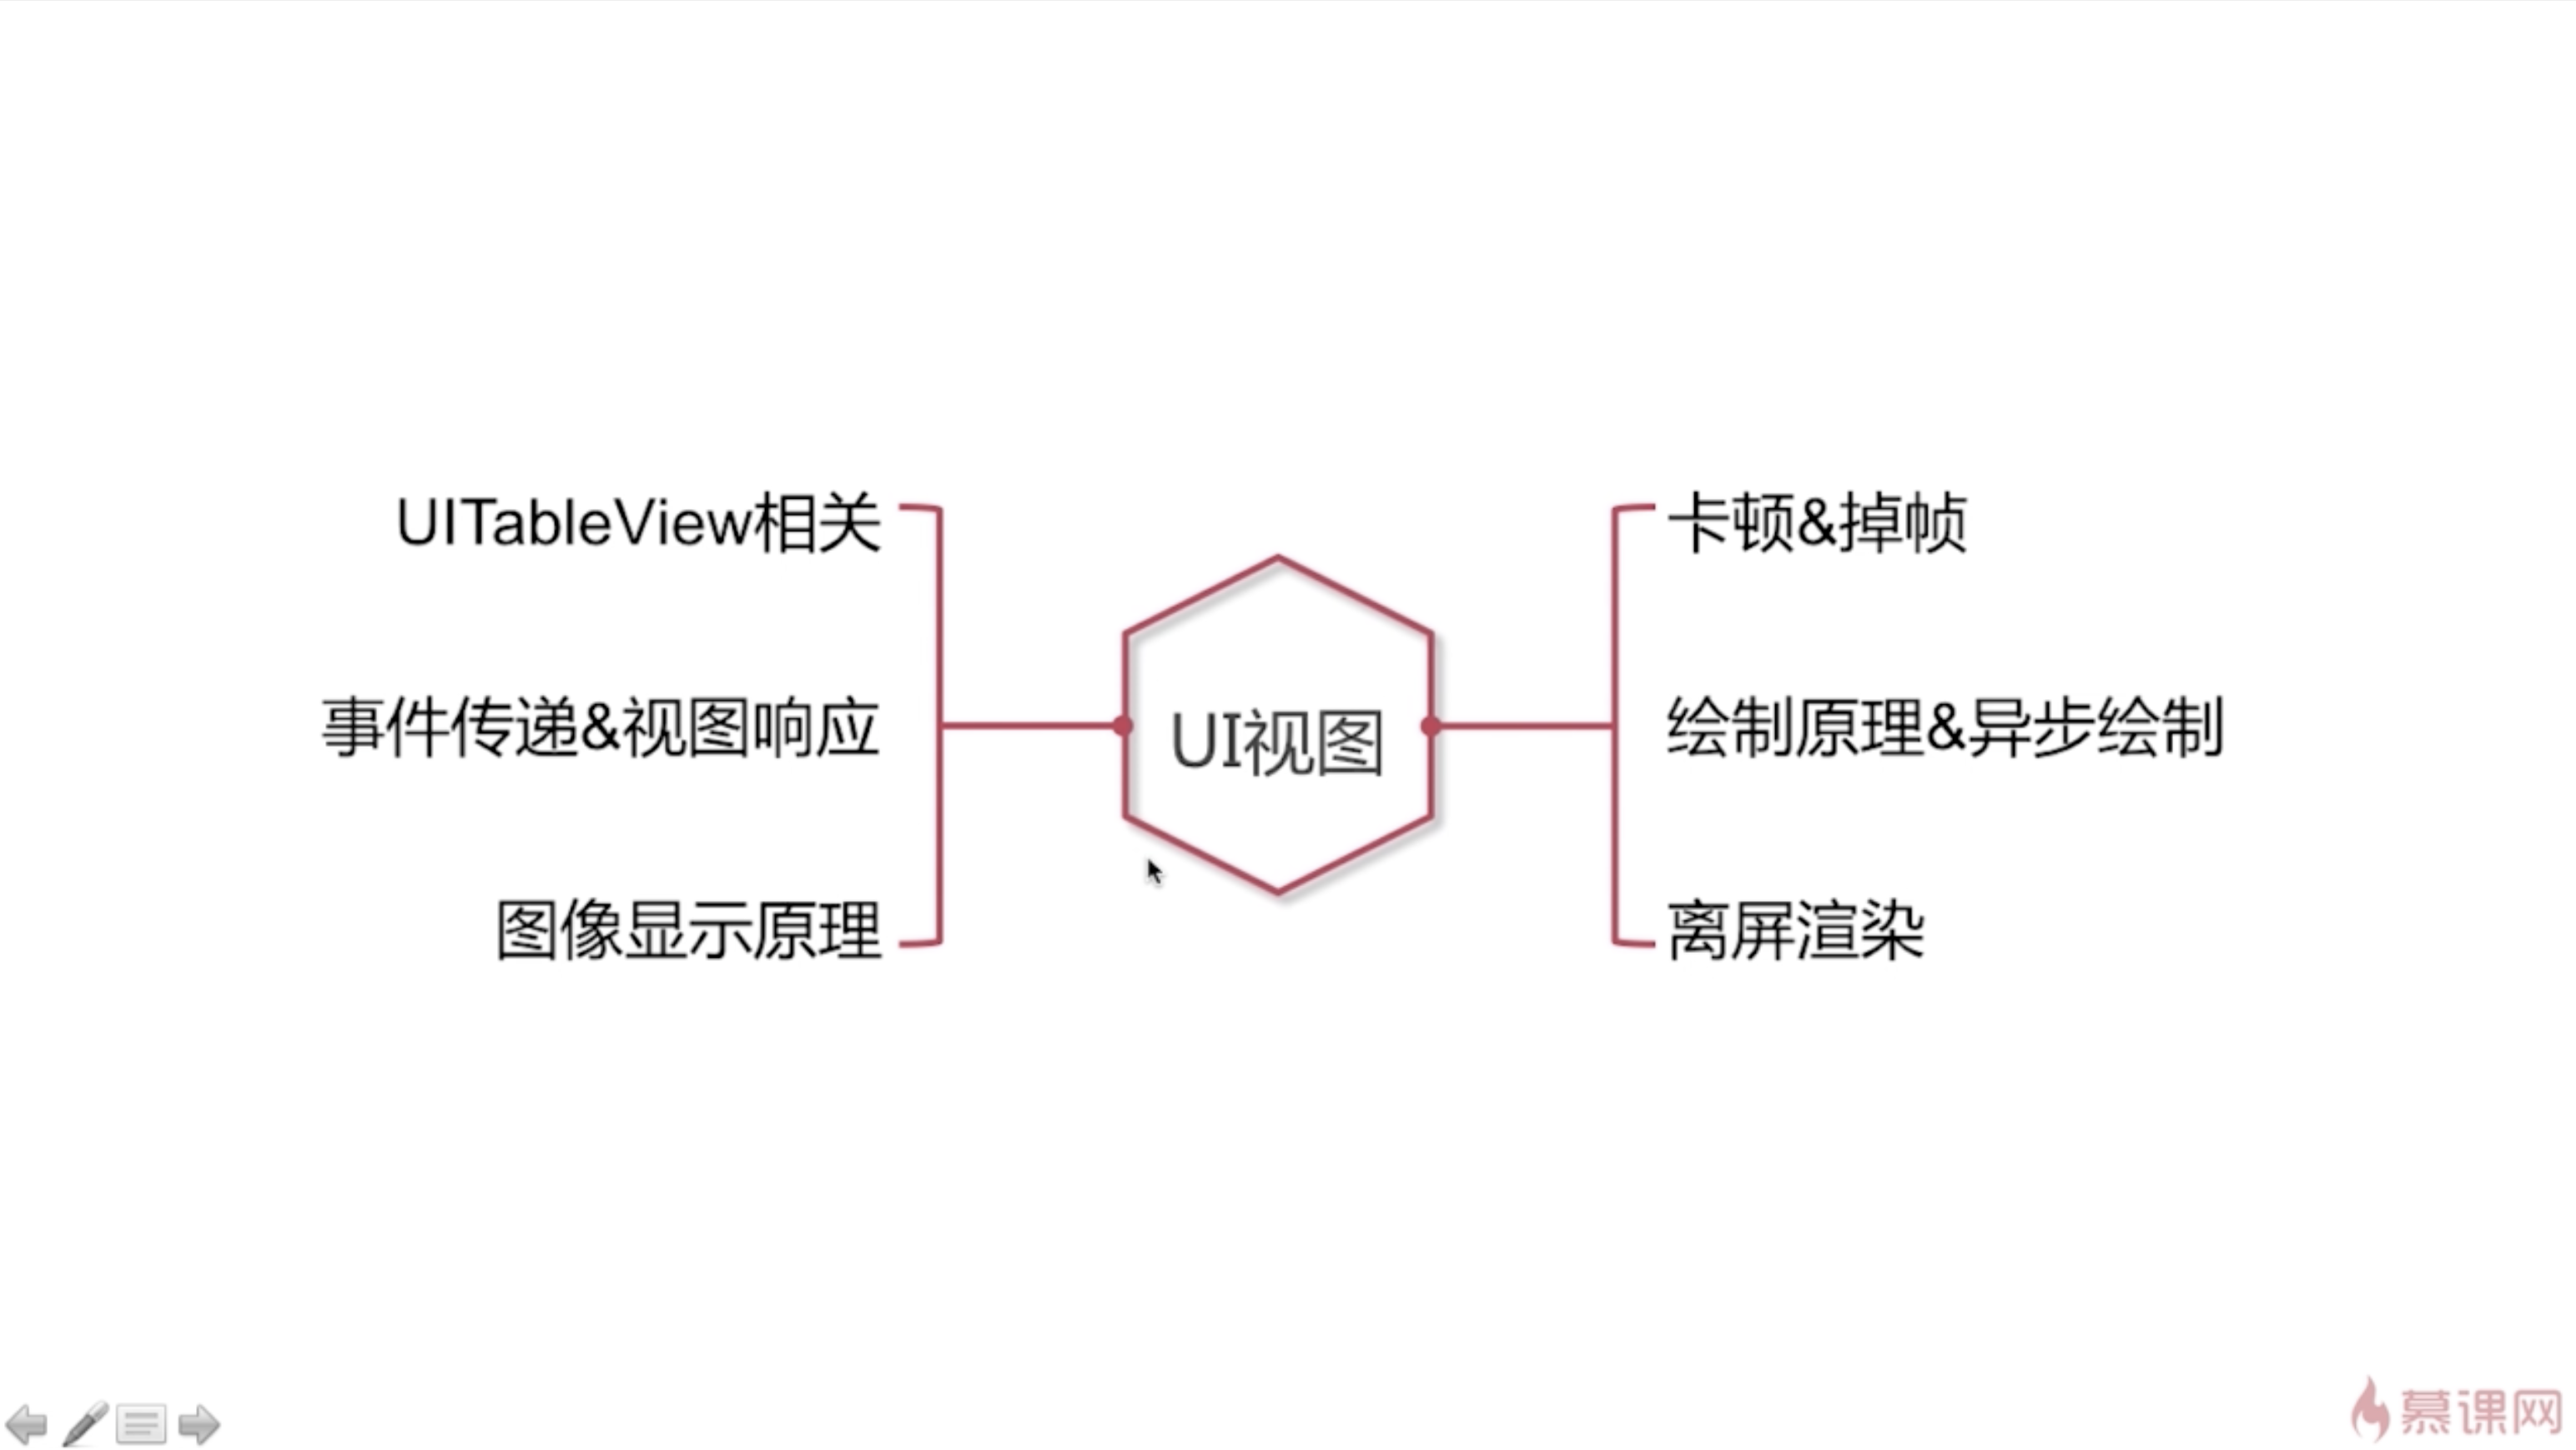 UITableView相关
事件传递&视图响应
图像显示原理
UI视图
卡顿&掉帧
绘制原理&异步绘制
离屏渲染
慕课网